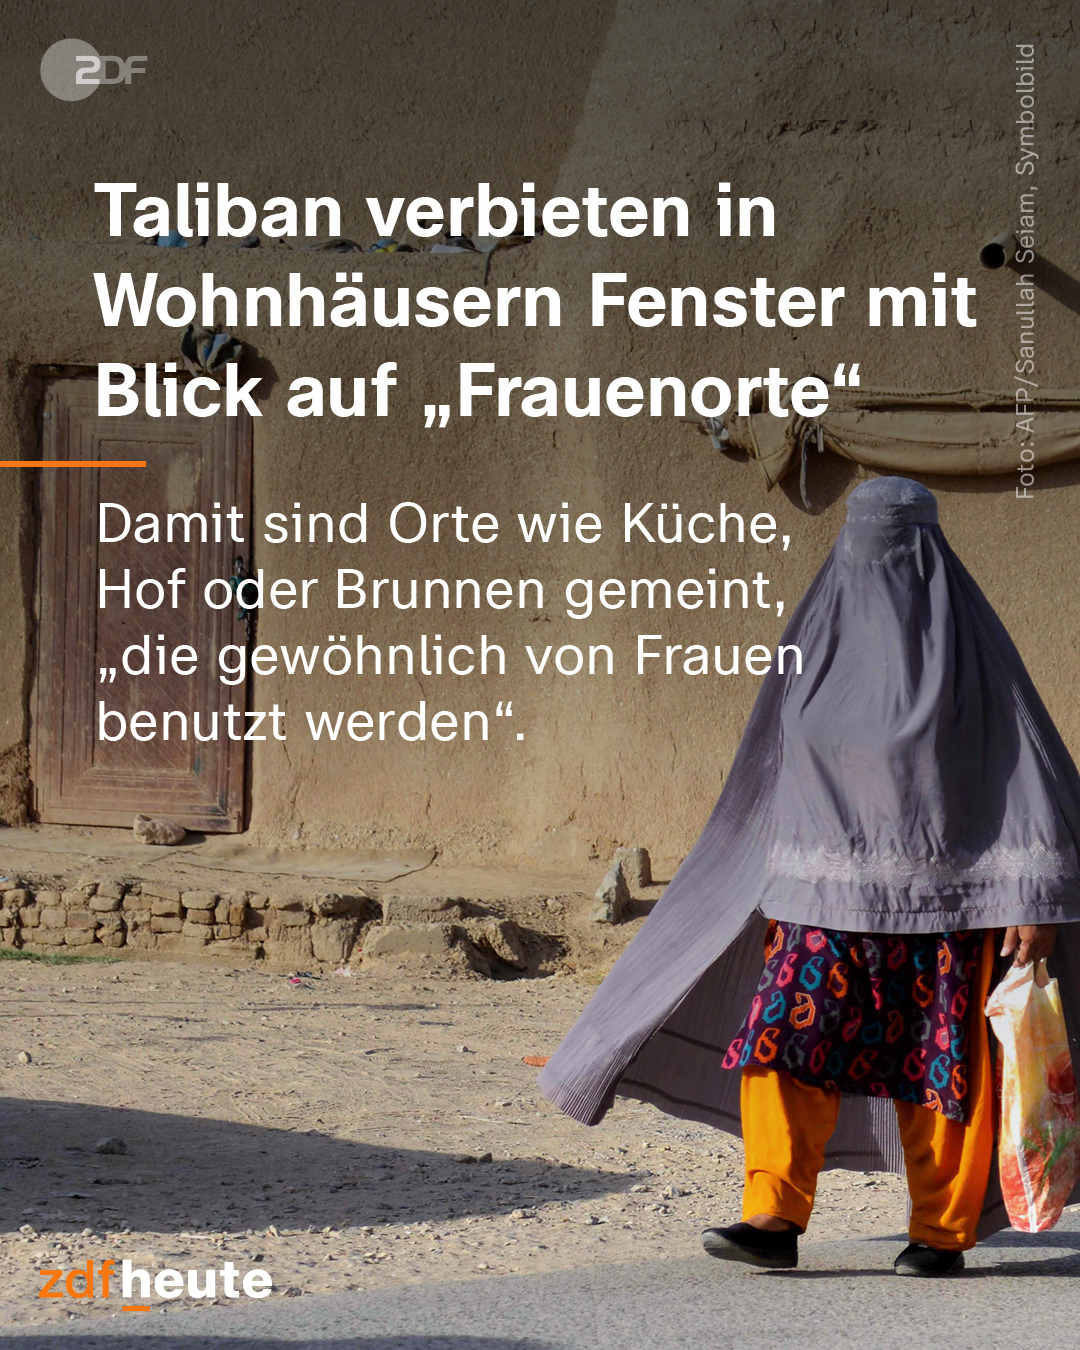 ZDF
Taliban verbieten in
Wohnhäusern Fenster mit
Blick auf „Frauenorte“
Damit sind Orte wie Küche,
Hof oder Brunnen gemeint,
„die gewöhnlich von Frauen
benutzt werden“.
Foto: AFP/Sanullah Seiam, Symbolbild
zdfheute